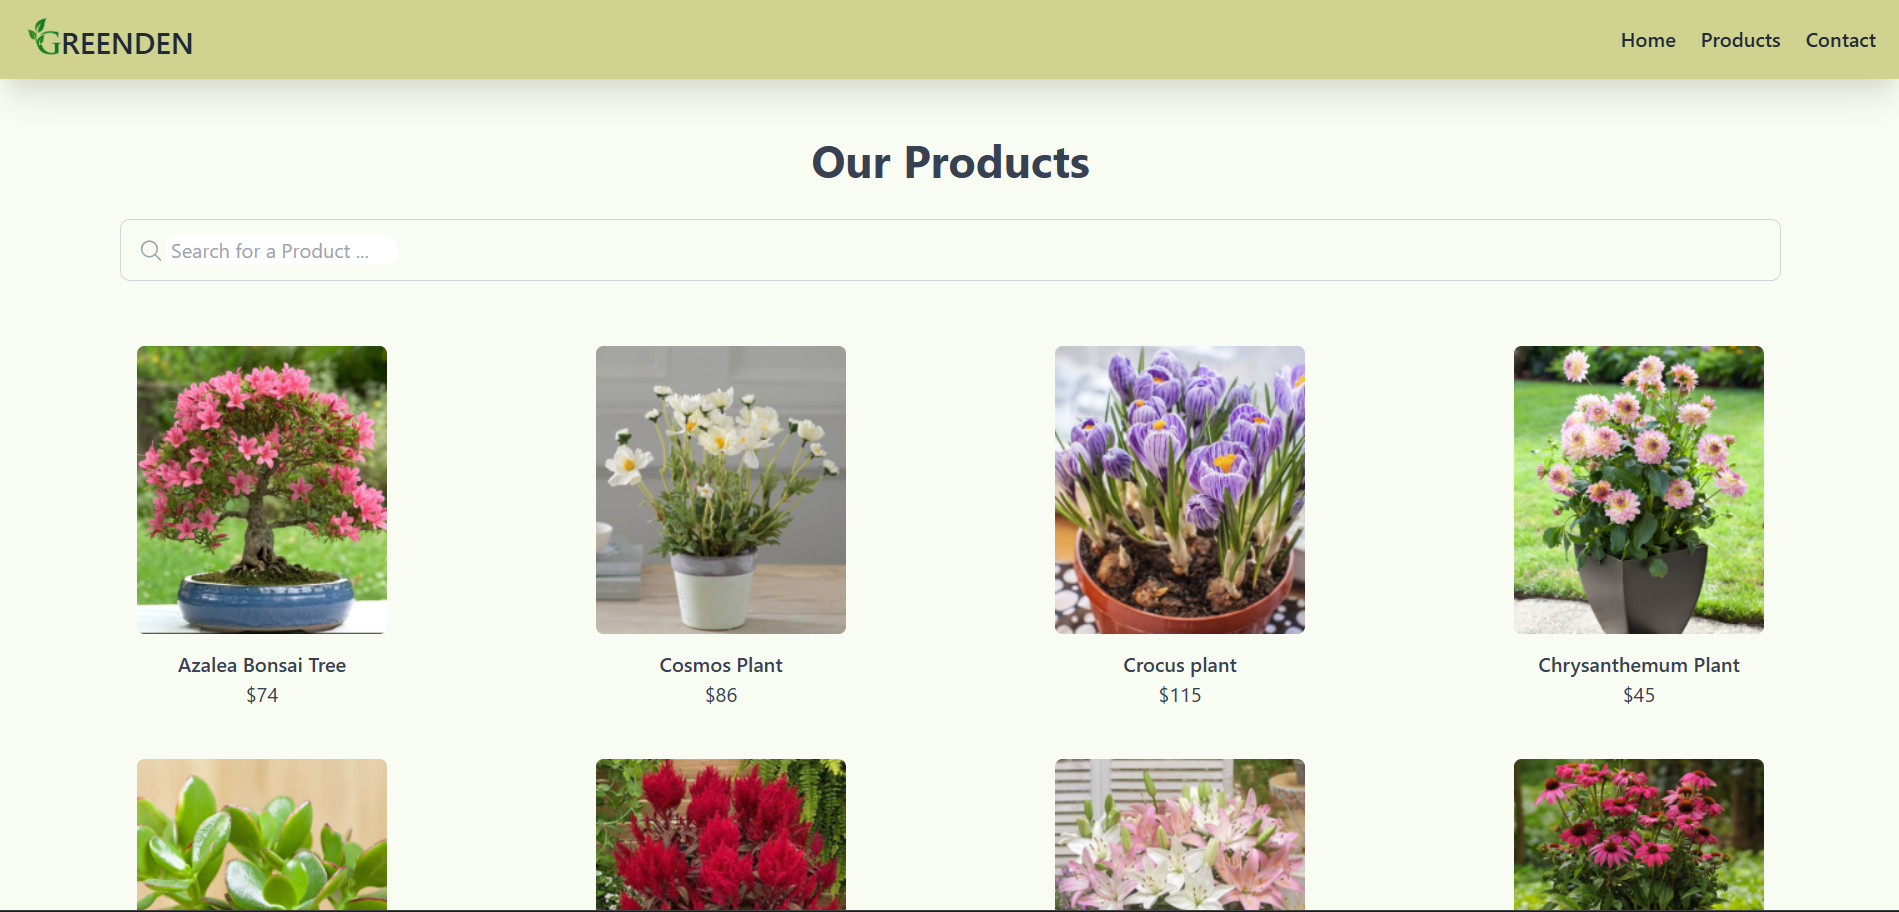 GREENDEN
Home Products Contact
Our Products
Search for a Product ...
Azalea Bonsai Tree
$74
Cosmos Plant
$86
Crocus plant
$115
Chrysanthemum Plant
$45